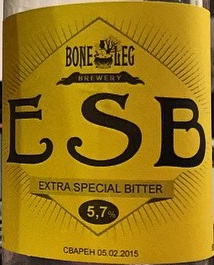 BONE LEG
BREWERY
ESB
EXTRA SPECIAL BITTER
5,7%
СВАРЕН 05.02.2015